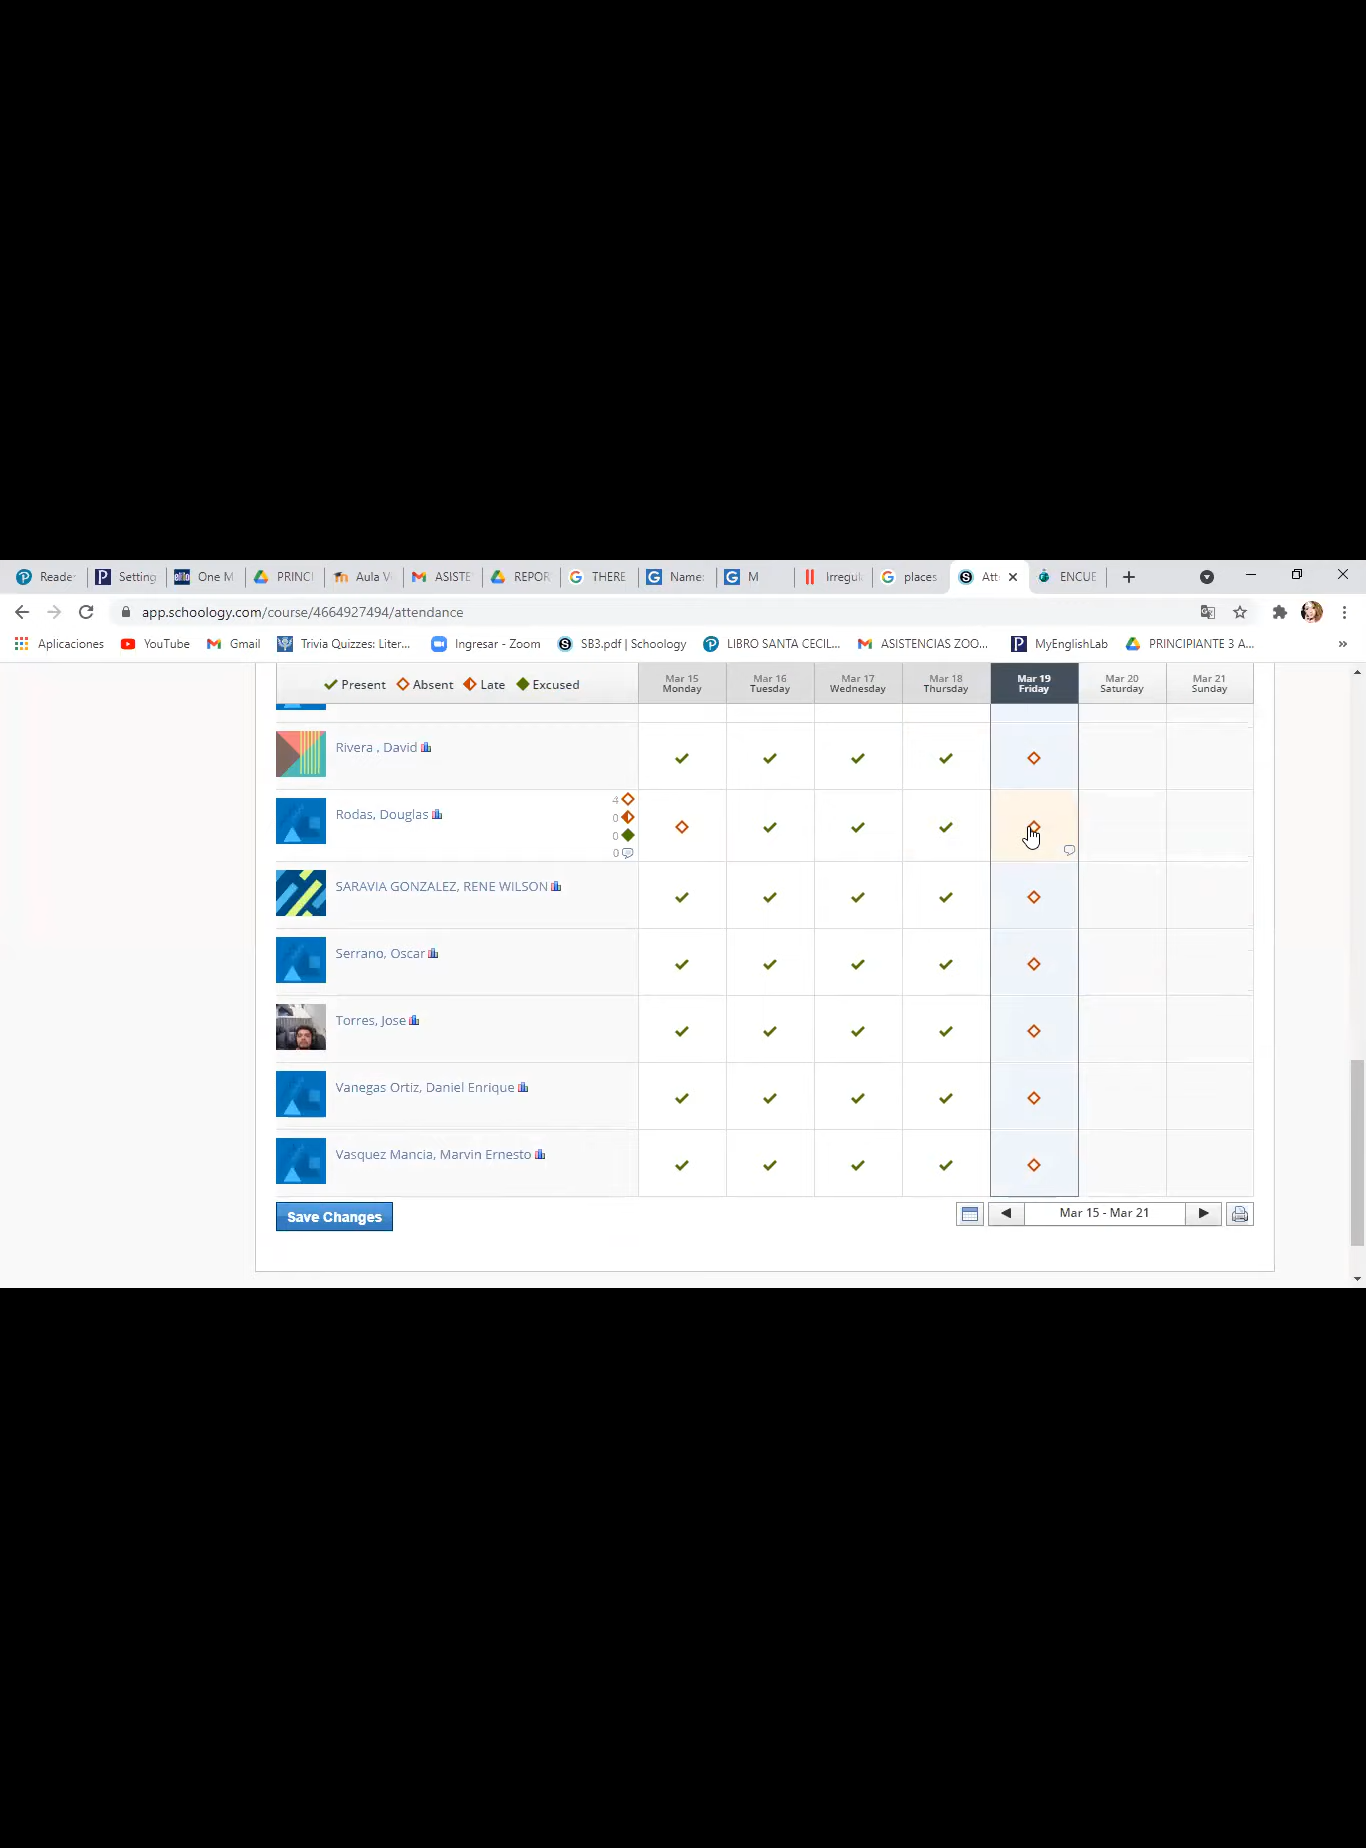 Reade Setting One M PRINCI Aula V ASISTE REPOR THERE Name: M Irregul places Att ENCUE
app.schoology.com/course/4664927494/attendance
Aplicaciones YouTube Gmail Trivia Quizzes: Liter... Ingresar - Zoom SB3.pdf | Schoology LIBRO SANTA CECIL... ASISTENCIAS ZOO... MyEnglishLab PRINCIPIANTE 3 A... »
Present Absent Late Excused
Mar 15 Mar 16 Mar 17 Mar 18 Mar 19 Mar 20 Mar 21
Monday Tuesday Wednesday Thursday Friday Saturday Sunday
Rivera , David
4
Rodas, Douglas
0
0
0
SARAVIA GONZALEZ, RENE WILSON
Serrano, Oscar
Torres, Jose
Vanegas Ortiz, Daniel Enrique
Vasquez Mancia, Marvin Ernesto
Save Changes Mar 15 - Mar 21